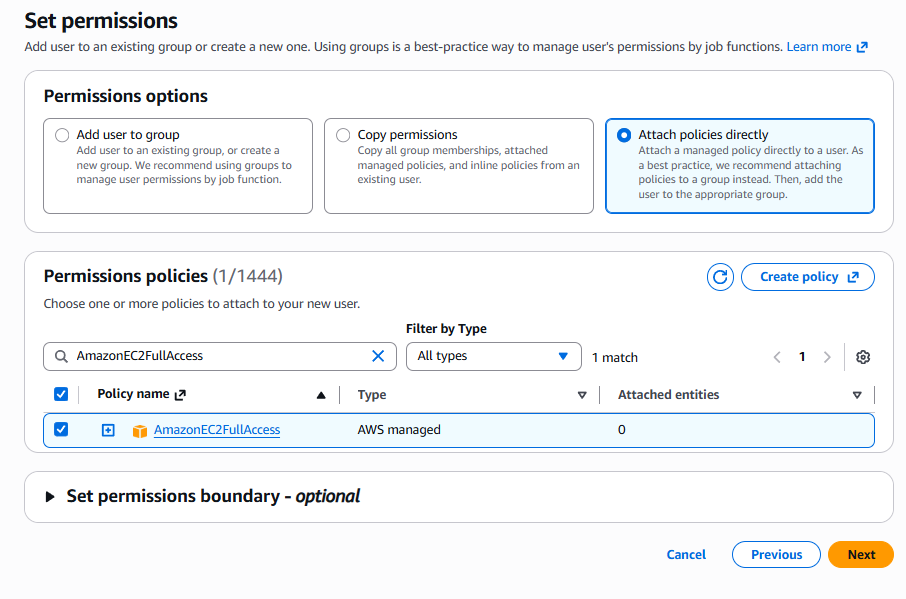 Set permissions
Add user to an existing group or create a new one. Using groups is a best-practice way to manage user's permissions by job functions. Learn more
Permissions options
Add user to group
Add user to an existing group, or create a
new group. We recommend using groups to
manage user permissions by job function.
Copy permissions
Copy all group memberships, attached
managed policies, and inline policies from an
existing user.
Attach policies directly
Attach a managed policy directly to a user. As
a best practice, we recommend attaching
policies to a group instead. Then, add the
user to the appropriate group.
Permissions policies (1/1444)
Create policy
Choose one or more policies to attach to your new user.
Filter by Type
AmazonEC2FullAccess
All types
1 match
1
Policy name
Type
Attached entities
AmazonEC2FullAccess
AWS managed
0
Set permissions boundary - optional
Cancel
Previous
Next